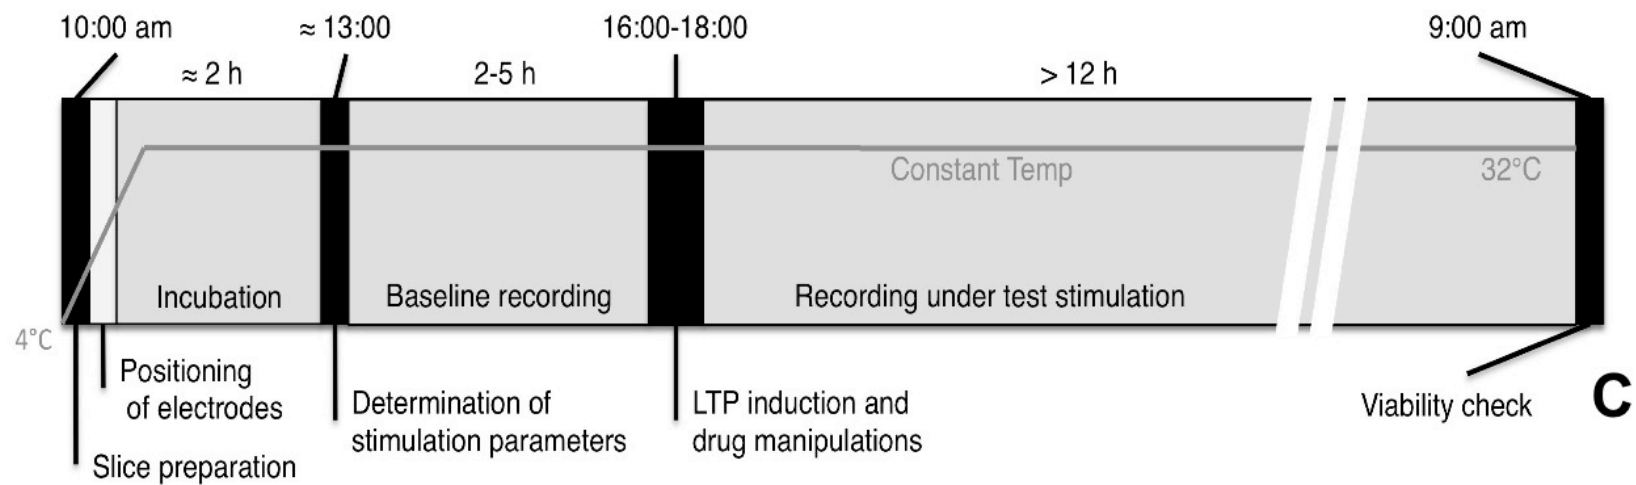 10:00 am
≈ 13:00
16:00-18:00
9:00 am
≈ 2 h
2-5 h
> 12 h
Constant Temp
32°C
Incubation
Baseline recording
Recording under test stimulation
4°C
Positioning
of electrodes
Slice preparation
Determination of
stimulation parameters
LTP induction and
drug manipulations
Viability check
C